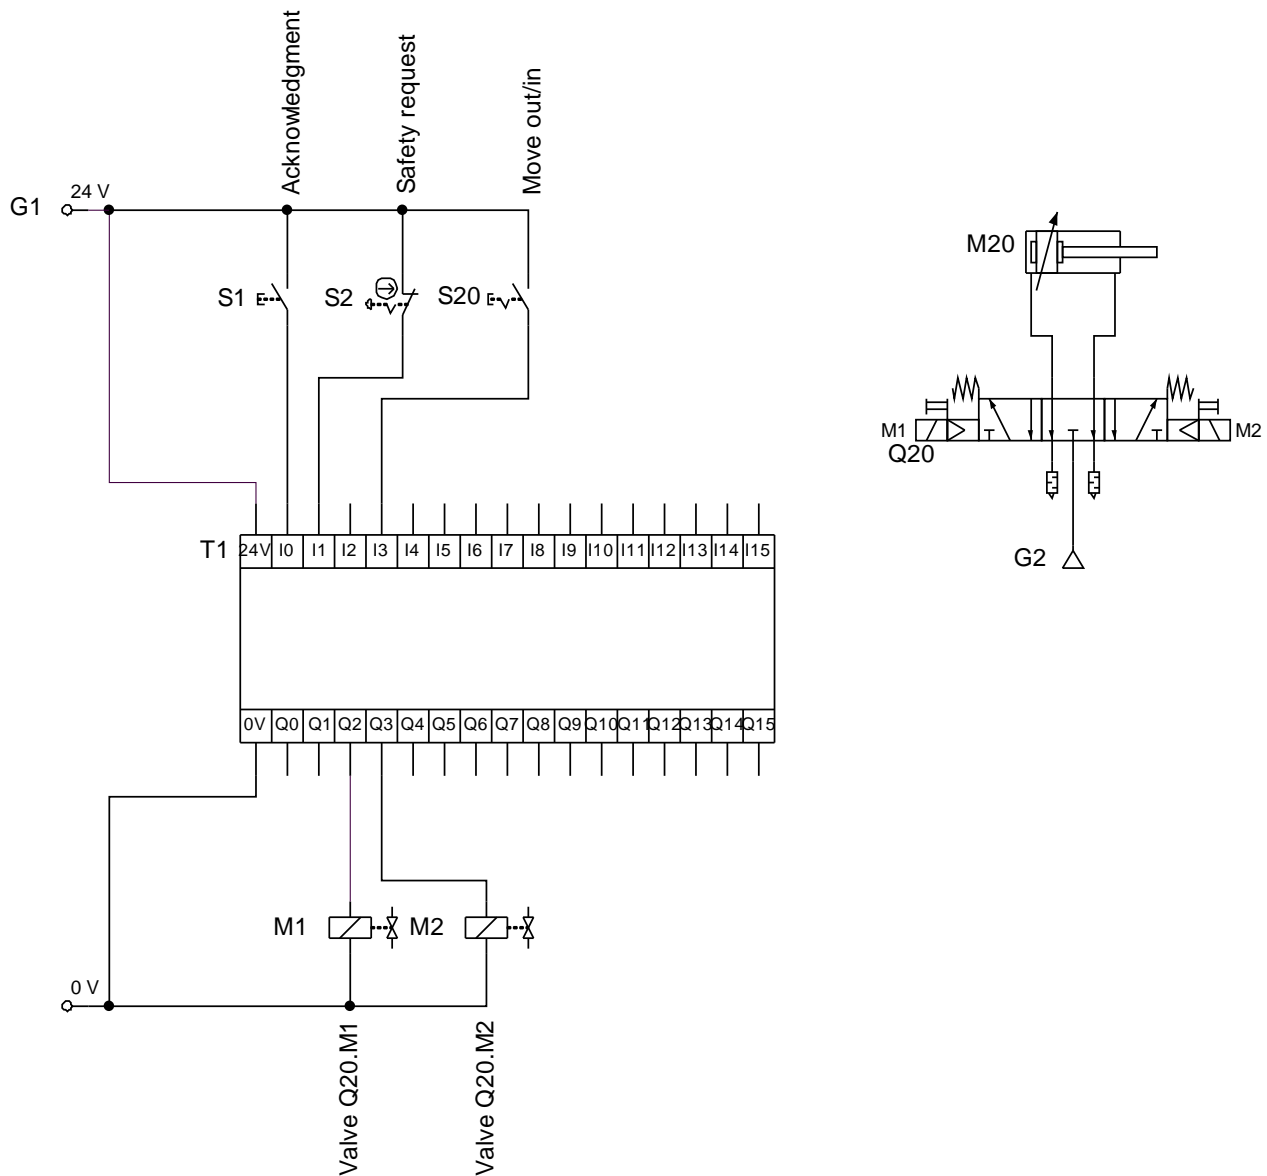 Acknowledgment
Safety request
Move out/in
24 V
G1
S1
S2
S20
M20
M1
M2
Q20
G2
T1
24V I0 I1 I2 I3 I4 I5 I6 I7 I8 I9 I10 I11 I12 I13 I14 I15
0V Q0 Q1 Q2 Q3 Q4 Q5 Q6 Q7 Q8 Q9 Q10 Q11 Q12 Q13 Q14 Q15
M1
M2
0 V
Valve Q20.M1
Valve Q20.M2